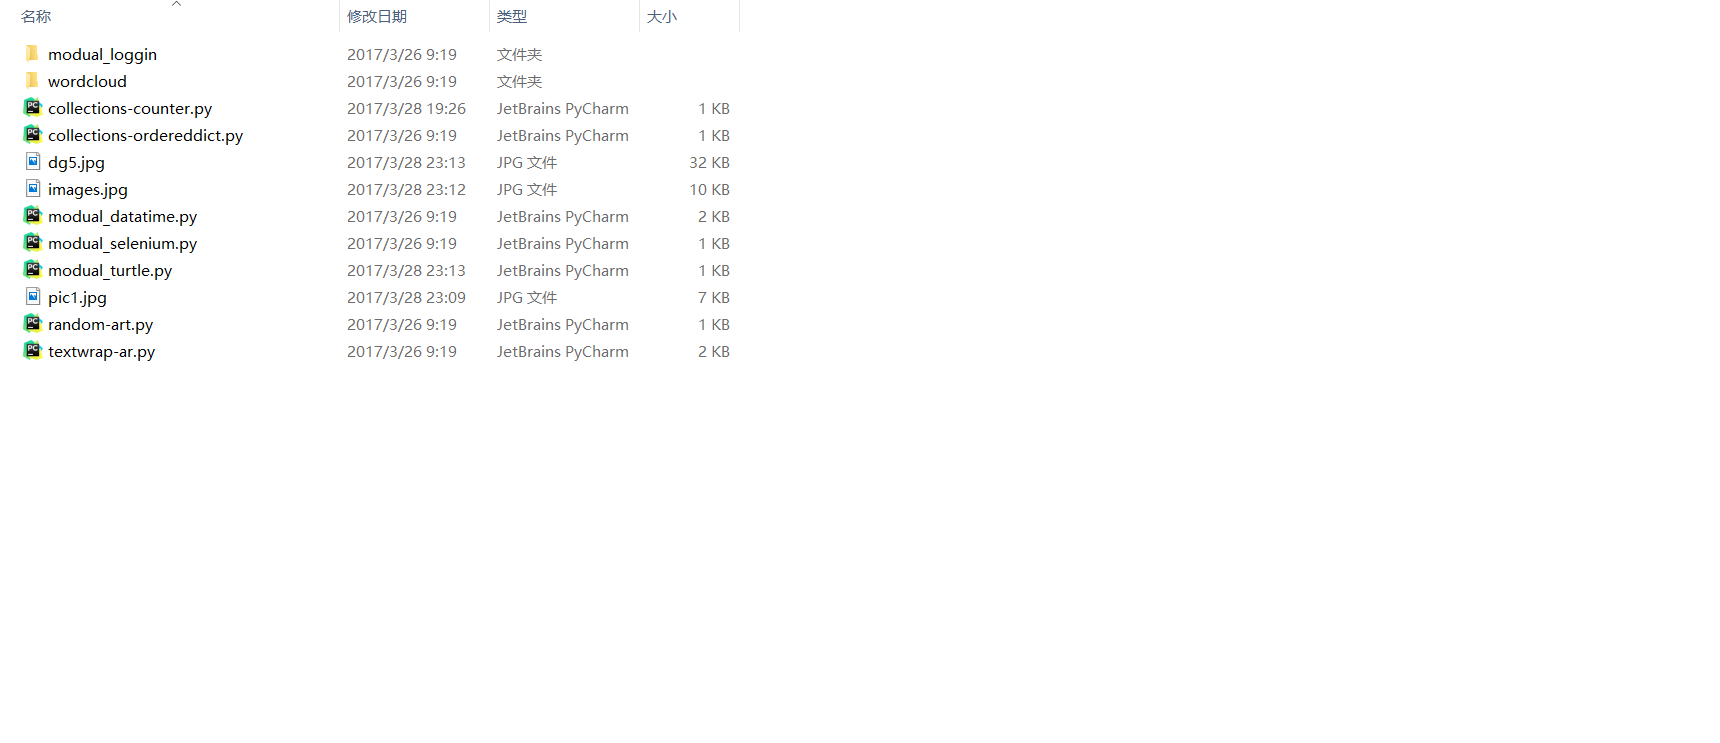 名称 修改日期 类型 大小
modual_loggin 2017/3/26 9:19 文件夹
wordcloud 2017/3/26 9:19 文件夹
collections-counter.py 2017/3/28 19:26 JetBrains PyCharm 1 KB
collections-ordereddict.py 2017/3/26 9:19 JetBrains PyCharm 1 KB
dg5.jpg 2017/3/28 23:13 JPG 文件 32 KB
images.jpg 2017/3/28 23:12 JPG 文件 10 KB
modual_datatime.py 2017/3/26 9:19 JetBrains PyCharm 2 KB
modual_selenium.py 2017/3/26 9:19 JetBrains PyCharm 1 KB
modual_turtle.py 2017/3/28 23:13 JetBrains PyCharm 1 KB
pic1.jpg 2017/3/28 23:09 JPG 文件 7 KB
random-art.py 2017/3/26 9:19 JetBrains PyCharm 1 KB
textwrap-ar.py 2017/3/26 9:19 JetBrains PyCharm 2 KB